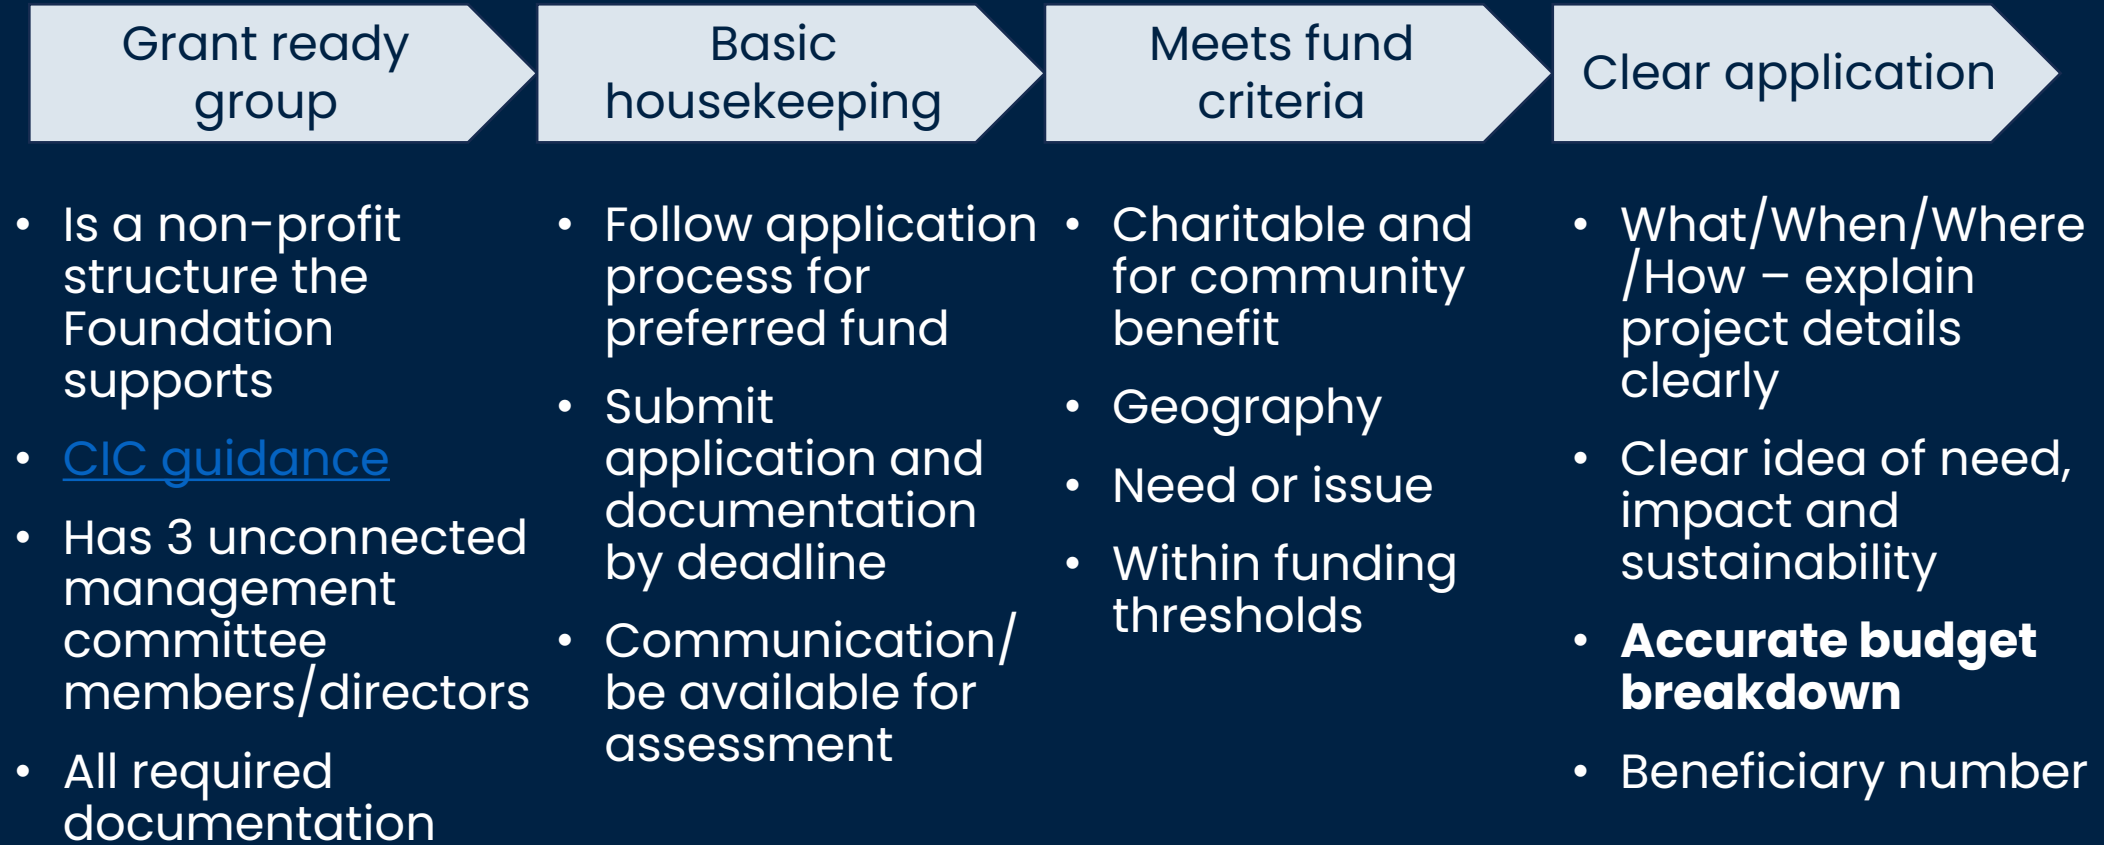 Grant ready
group
Basic
housekeeping
Meets fund
criteria
Clear application
• Is a non-profit
structure the
Foundation
supports
• CIC guidance
• Has 3 unconnected
management
committee
members/directors
• All required
documentation
• Follow application
process for
preferred fund
• Submit
application and
documentation
by deadline
• Communication/
be available for
assessment
• Charitable and
for community
benefit
• Geography
• Need or issue
• Within funding
thresholds
• What/When/Where
/How – explain
project details
clearly
• Clear idea of need,
impact and
sustainability
• Accurate budget
breakdown
• Beneficiary number